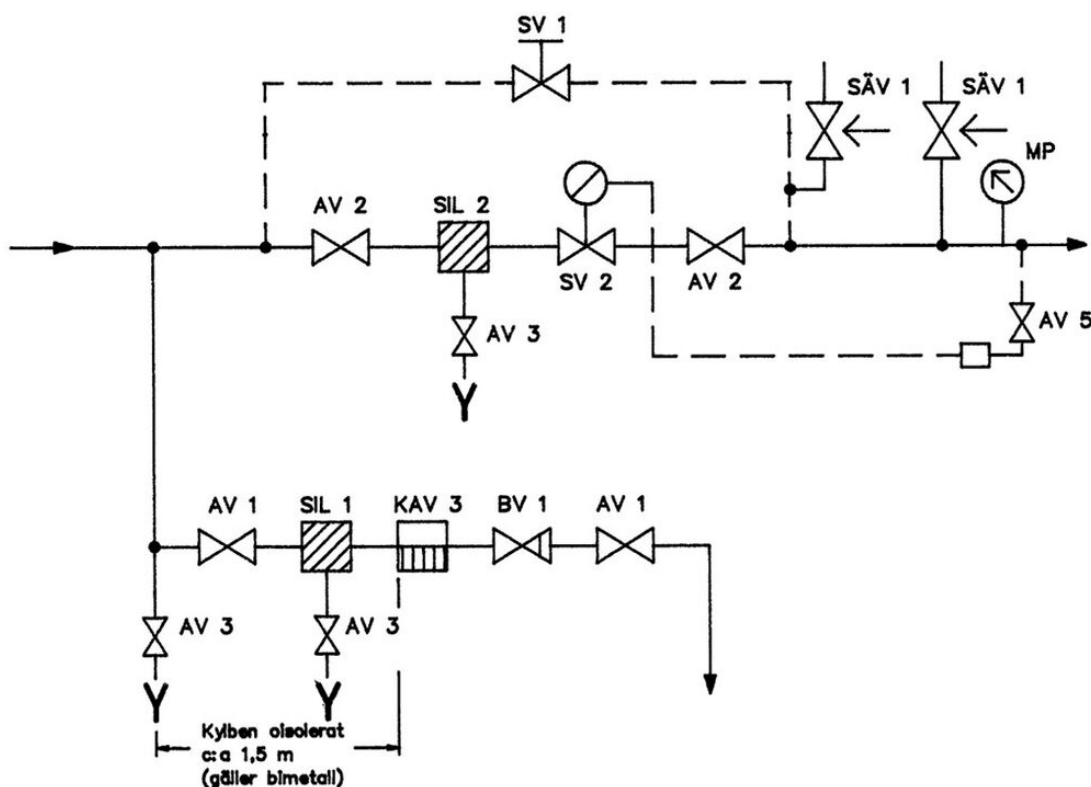 SV 1
SÄV 1
SÄV 1
MP
AV 2
SIL 2
SV 2
AV 2
AV 3
AV 5
AV 1
SIL 1
KAV 3
BV 1
AV 1
AV 3
AV 3
Kylben oisolerat
c:a 1,5 m
(gäller bimetall)